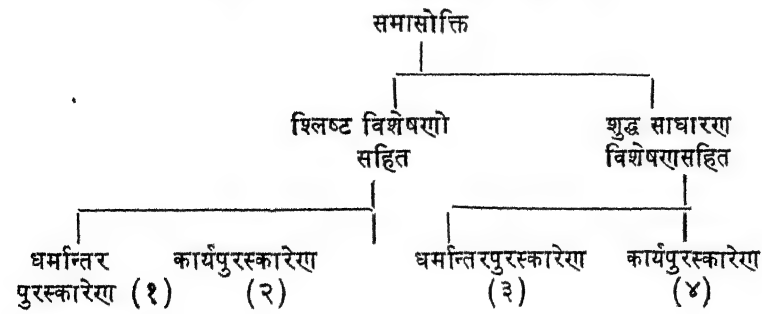 समासोक्ति
श्लिष्ट विशेषणो शुद्ध साधारण
सहित विशेषणसहित
धर्मान्तर कार्यपुरस्कारेण धर्मान्तरपुरस्कारेण कार्यपुरस्कारेण
पुरस्कारेण (१) (२) (३) (४)